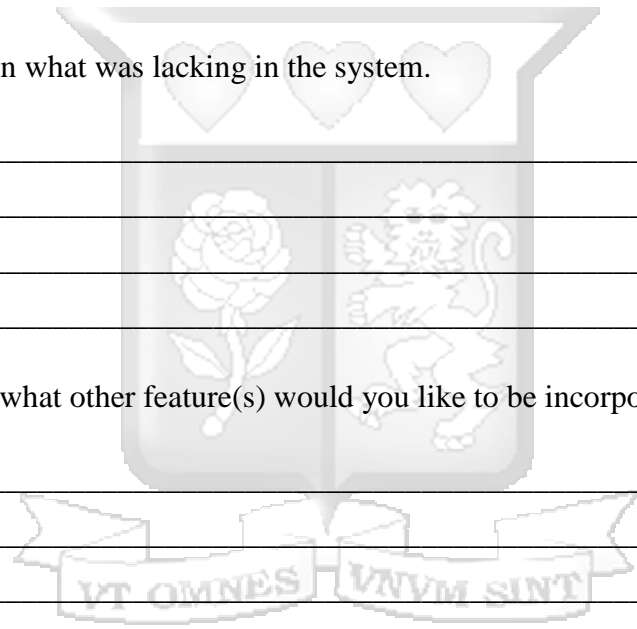 n what was lacking in the system.
what other feature(s) would you like to be incorpo
VT OMNES VNVM SINT